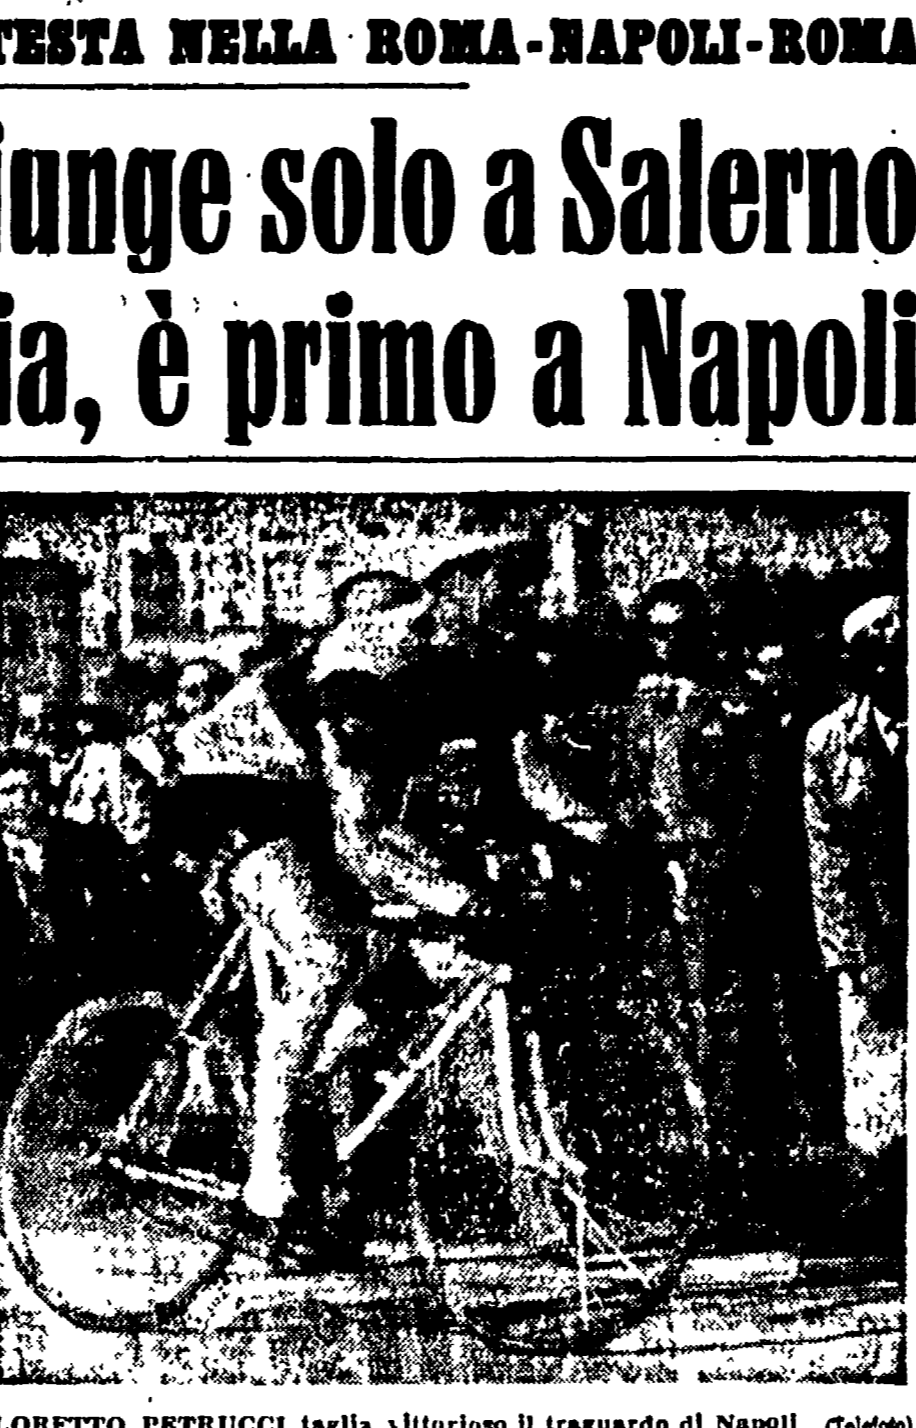 TESTA NELLA ROMA-NAPOLI-ROMA
iunge solo a Salerno
ia, è primo a Napoli
LORETTO PETRUCCI taglia vittorioso il traguardo di Napoli (Telefoto)